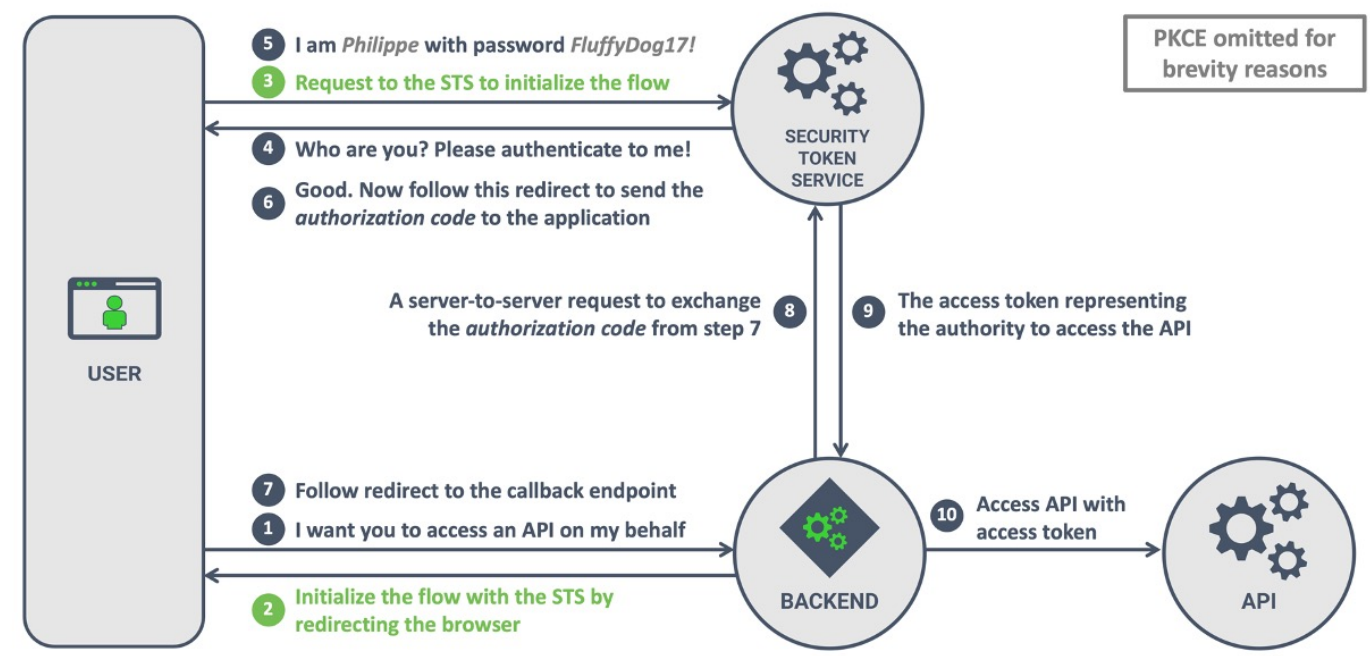 5 I am Philippe with password FluffyDog17!
3 Request to the STS to initialize the flow
4 Who are you? Please authenticate to me!
6 Good. Now follow this redirect to send the
authorization code to the application
SECURITY
TOKEN
SERVICE
PKCE omitted for
brevity reasons
USER
A server-to-server request to exchange
the authorization code from step 7
8
9
The access token representing
the authority to access the API
7 Follow redirect to the callback endpoint
1 I want you to access an API on my behalf
2 Initialize the flow with the STS by
redirecting the browser
BACKEND
10 Access API with
access token
API